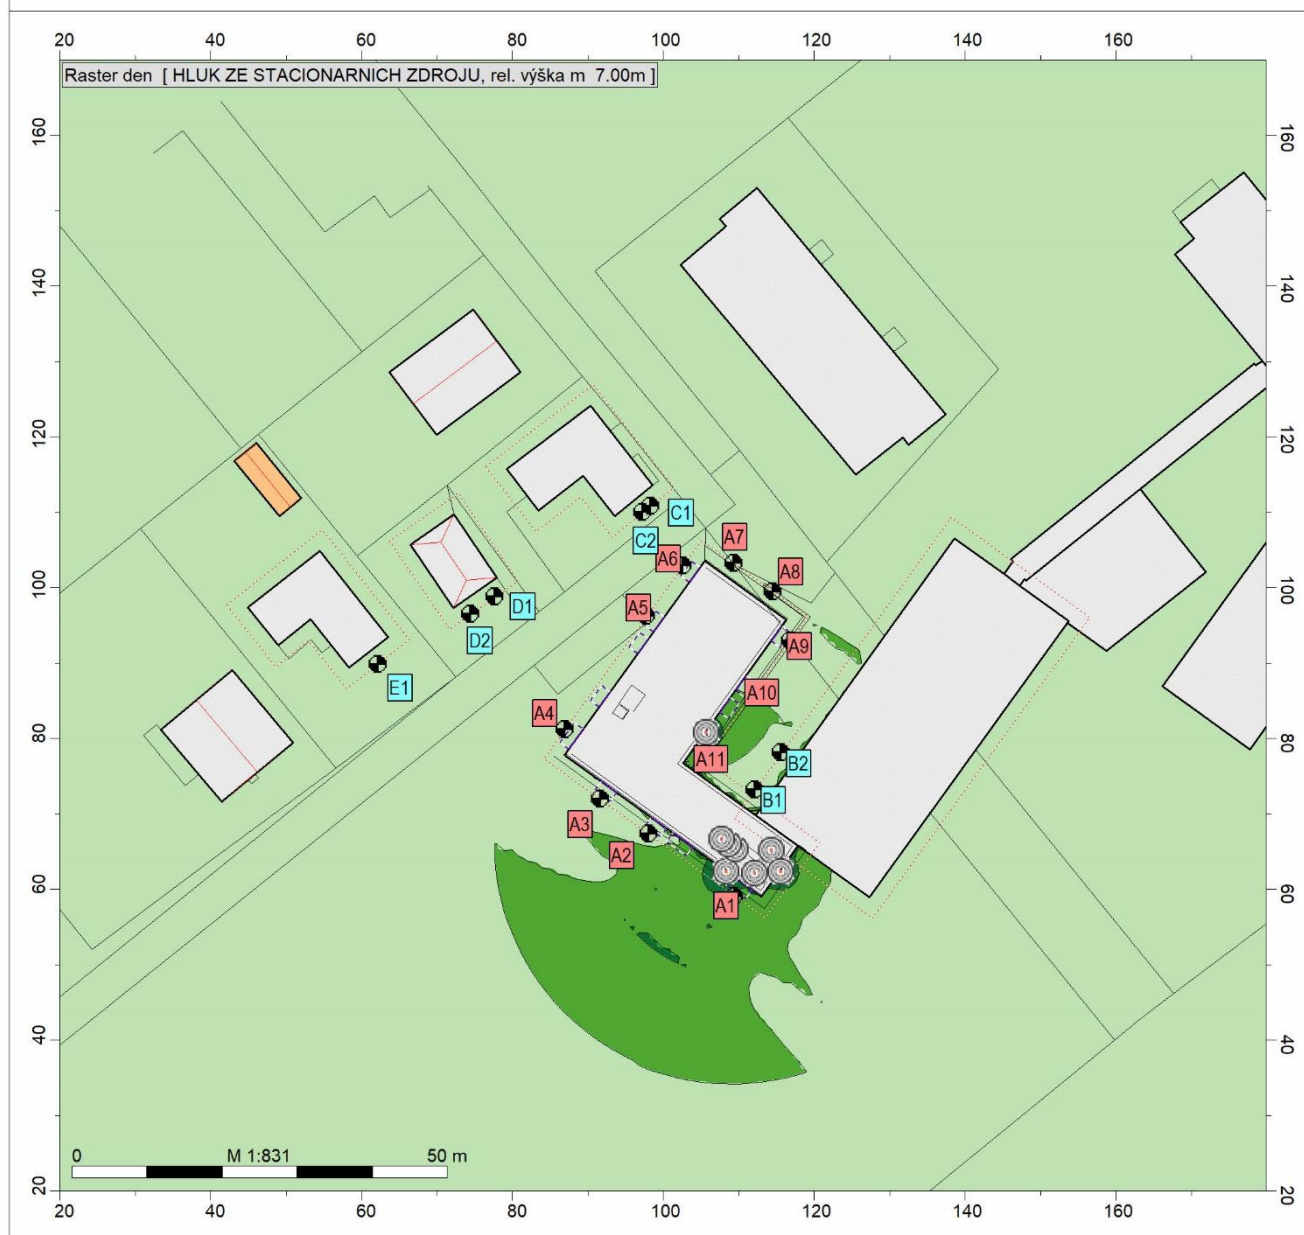 20 40 60 80 100 120 140 160
Raster den [ HLUK ZE STACIONARNICH ZDROJU, rel. výška m 7.00m ]
160 160
140 140
120 120
C1
C2
A7
A6
A8
100 100
A5
D1
D2
A9
E1
A10
A4
80 80
A11
B2
B1
A3
A2
60 60
A1
40 40
0 M 1:831 50 m
20 20
20 40 60 80 100 120 140 160